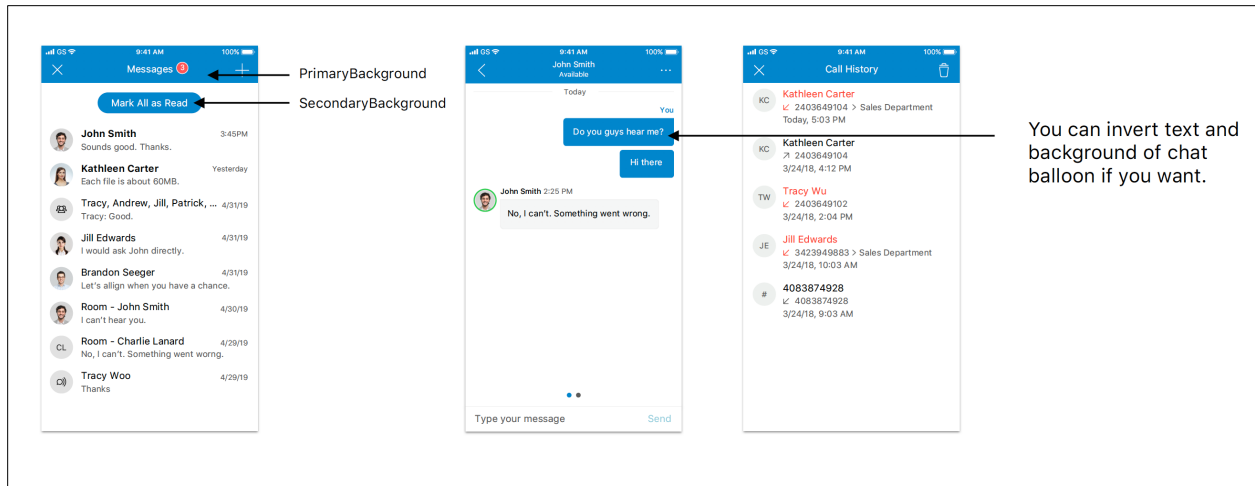 GS 9:41 AM 100%
Messages 3
Mark All as Read
John Smith 3:45PM
Sounds good. Thanks.
Kathleen Carter Yesterday
Each file is about 60MB.
Tracy, Andrew, Jill, Patrick, ... 4/31/19
Tracy: Good.
Jill Edwards 4/31/19
I would ask John directly.
Brandon Seeger 4/31/19
Let's allign when you have a chance.
Room - John Smith 4/30/19
I can't hear you.
CL
Room - Charlie Lanard 4/29/19
No, I can't. Something went worng.
Tracy Woo 4/29/19
Thanks
PrimaryBackground
SecondaryBackground
GS 9:41 AM 100%
John Smith
Available
...
Today
You
Do you guys hear me?
Hi there
John Smith 2:25 PM
No, I can't. Something went wrong.
Type your message Send
GS 9:41 AM 100%
Call History
KC
Kathleen Carter
2403649104 > Sales Department
Today, 5:03 PM
KC
Kathleen Carter
2403649104
3/24/18, 4:12 PM
TW
Tracy Wu
2403649102
3/24/18, 2:04 PM
JE
Jill Edwards
3423949883 > Sales Department
3/24/18, 10:03 AM
#
4083874928
4083874928
3/24/18, 9:03 AM
You can invert text and
background of chat
balloon if you want.